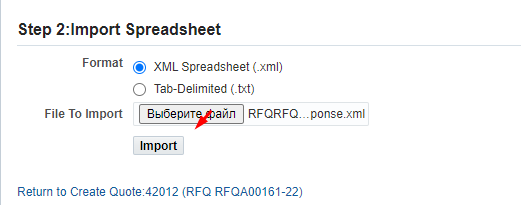 Step 2:Import Spreadsheet
Format XML Spreadsheet (.xml)
Tab-Delimited (.txt)
File To Import Выберите файл RFQRFQ…ponse.xml
Import
Return to Create Quote:42012 (RFQ RFQA00161-22)